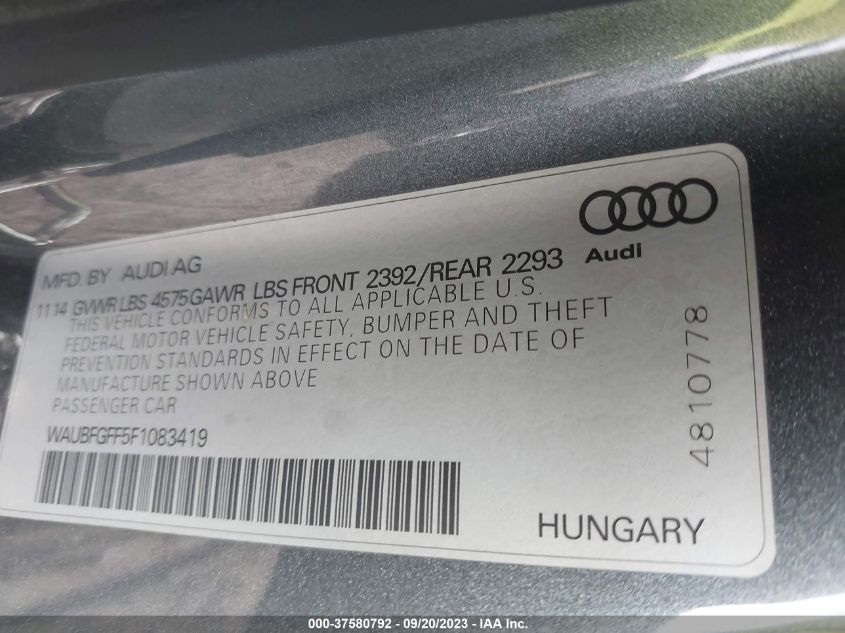 Audi
MFD. BY AUDI AG
11.14 GVWR LBS 4575 GAWR LBS FRONT 2392/REAR 2293
THIS VEHICLE CONFORMS TO ALL APPLICABLE U.S.
FEDERAL MOTOR VEHICLE SAFETY, BUMPER AND THEFT
PREVENTION STANDARDS IN EFFECT ON THE DATE OF
MANUFACTURE SHOWN ABOVE
PASSENGER CAR
WAUBFGFF5F1083419
4810778
HUNGARY
000-37580792 - 09/20/2023 - IAA Inc.